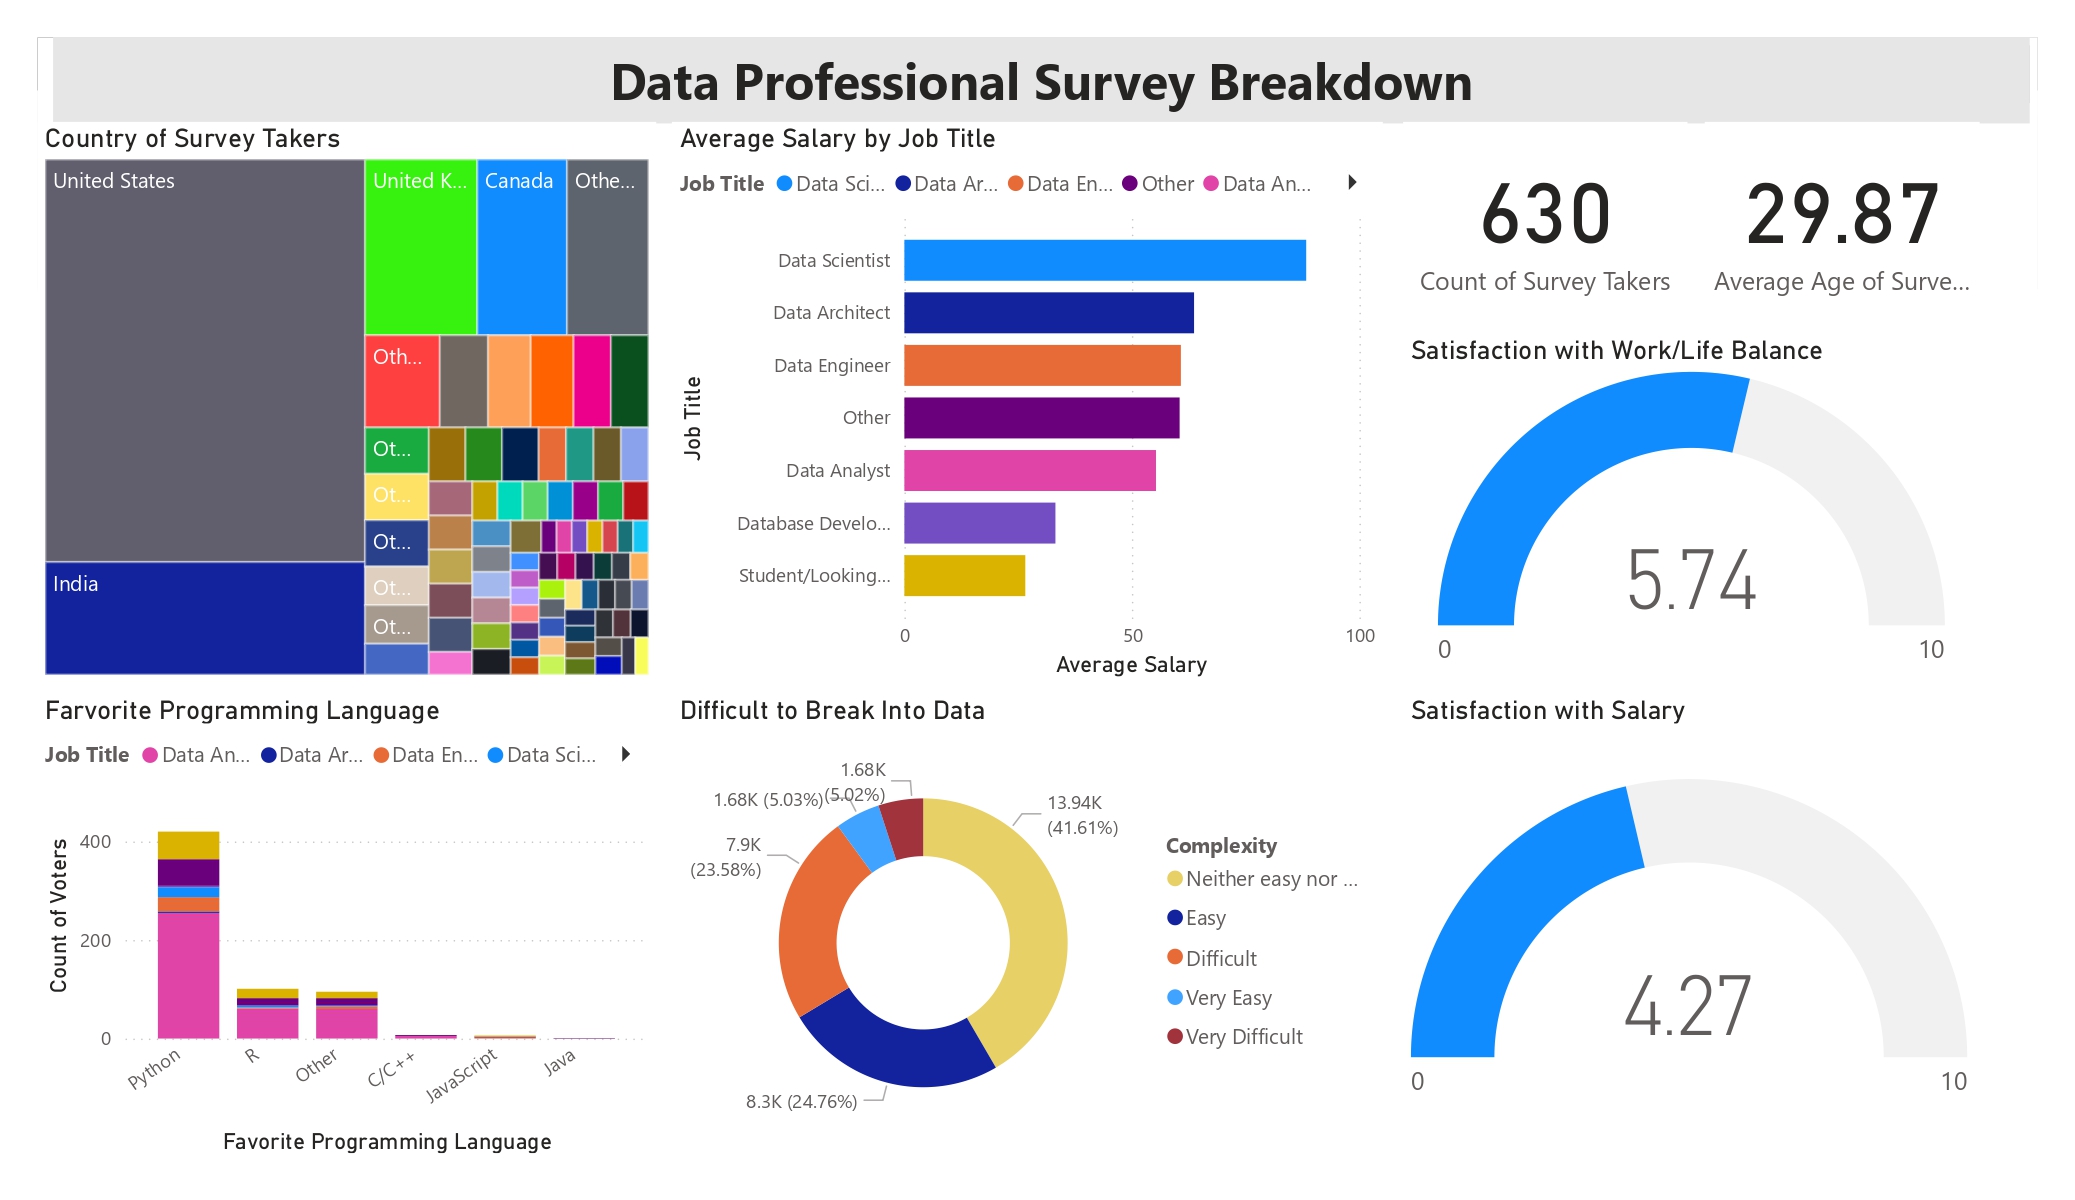 Data Professional Survey Breakdown
Country of Survey Takers
United States
India
United K...
Canada
Othe...
Oth...
Ot...
Ot...
Ot...
Ot...
Ot...
Average Salary by Job Title
Job Title Data Sci... Data Ar... Data En... Other Data An...
Job Title
Data Scientist
Data Architect
Data Engineer
Other
Data Analyst
Database Develo...
Student/Looking...
0 50 100
Average Salary
630
Count of Survey Takers
29.87
Average Age of Surve...
Satisfaction with Work/Life Balance
5.74
0 10
Farvorite Programming Language
Job Title Data An... Data Ar... Data En... Data Sci...
Count of Voters
400
200
0
Python R Other C/C++ JavaScript Java
Favorite Programming Language
Difficult to Break Into Data
1.68K
(5.02%)
1.68K (5.03%)
13.94K
(41.61%)
7.9K
(23.58%)
8.3K (24.76%)
Complexity
Neither easy nor ...
Easy
Difficult
Very Easy
Very Difficult
Satisfaction with Salary
4.27
0 10